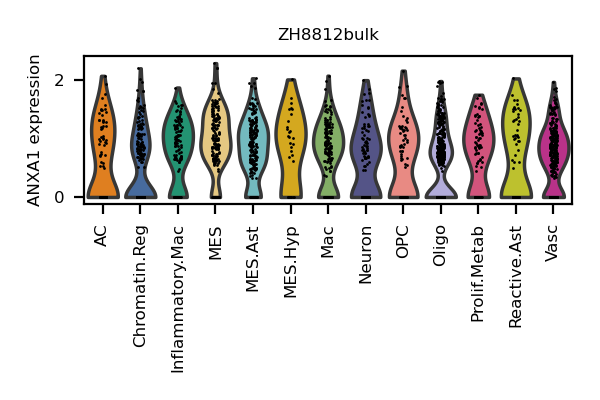 ZH8812bulk
ANXA1 expression
2
0
AC
Chromatin.Reg
Inflammatory.Mac
MES
MES.Ast
MES.Hyp
Mac
Neuron
OPC
Oligo
Prolif.Metab
Reactive.Ast
Vasc